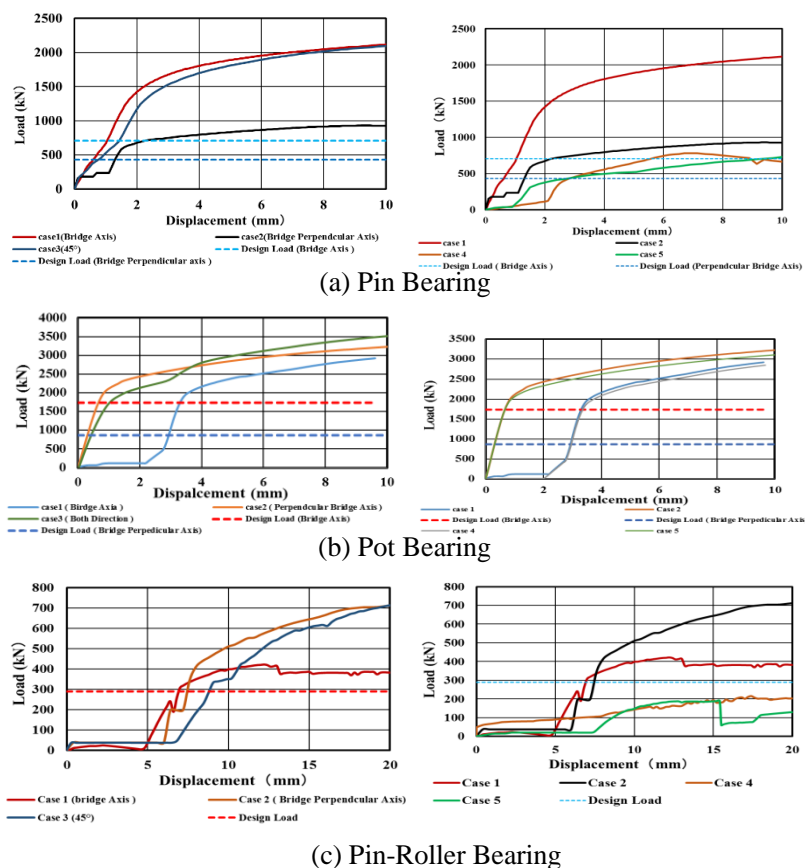 2500
2000
1500
1000
500
0
Load (kN)
0 2 4 6 8 10
Displacement (mm)
case1(Bridge Axis)
case2(Bridge Perpendcular Axis)
case3(45°)
Design Load (Bridge Axis )
Design Load (Bridge Perpendicular axis )
2500
2000
1500
1000
500
0
Load (kN)
0 2 4 6 8 10
Displacement (mm)
case 1
case 2
case 4
case 5
Design Load ( Bridge Axis )
Design Load (Perpendcular Bridge Axis)
(a) Pin Bearing
4000
3500
3000
2500
2000
1500
1000
500
0
Load (kN)
0 2 4 6 8 10
Dispalcement (mm)
case1 ( Birdge Axia )
case2 ( Perpendcular Bridge Axis)
case3 ( Both Direction )
Design Load (Bridge Axis)
Design Load ( Bridge Perpedicular Axis)
3500
3000
2500
2000
1500
1000
500
0
Load (kN)
0 2 4 6 8 10
Displacement (mm)
case 1
Case 2
Design Load (Bridge Axis)
Design Load ( Bridge Perpedicular Axis
case 4
case 5
(b) Pot Bearing
800
700
600
500
400
300
200
100
0
Load (kN)
0 5 10 15 20
Displacement (mm)
Case 1 (bridge Axis )
Case 2 ( Bridge Perpendcular Axis)
Case 3 (45°)
Design Load
800
700
600
500
400
300
200
100
0
Load (kN)
0 5 10 15 20
Displacement (mm)
Case 1
Case 2
Case 4
Case 5
Design Load
(c) Pin-Roller Bearing